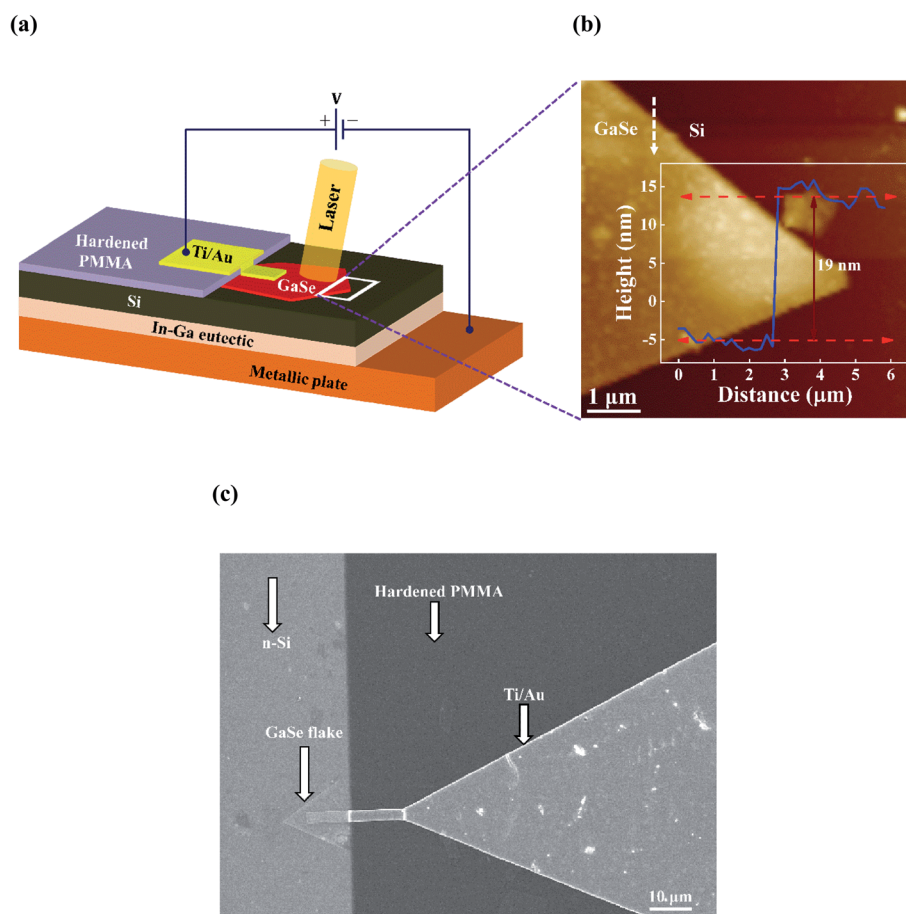 (a)
V
+ −
Laser
Hardened
PMMA
Ti/Au
GaSe
Si
In-Ga eutectic
Metallic plate
(b)
GaSe
Si
Height (nm)
15
10
5
0
-5
19 nm
0 1 2 3 4 5 6
Distance (μm)
1 μm
(c)
Hardened PMMA
n-Si
Ti/Au
GaSe flake
10 μm